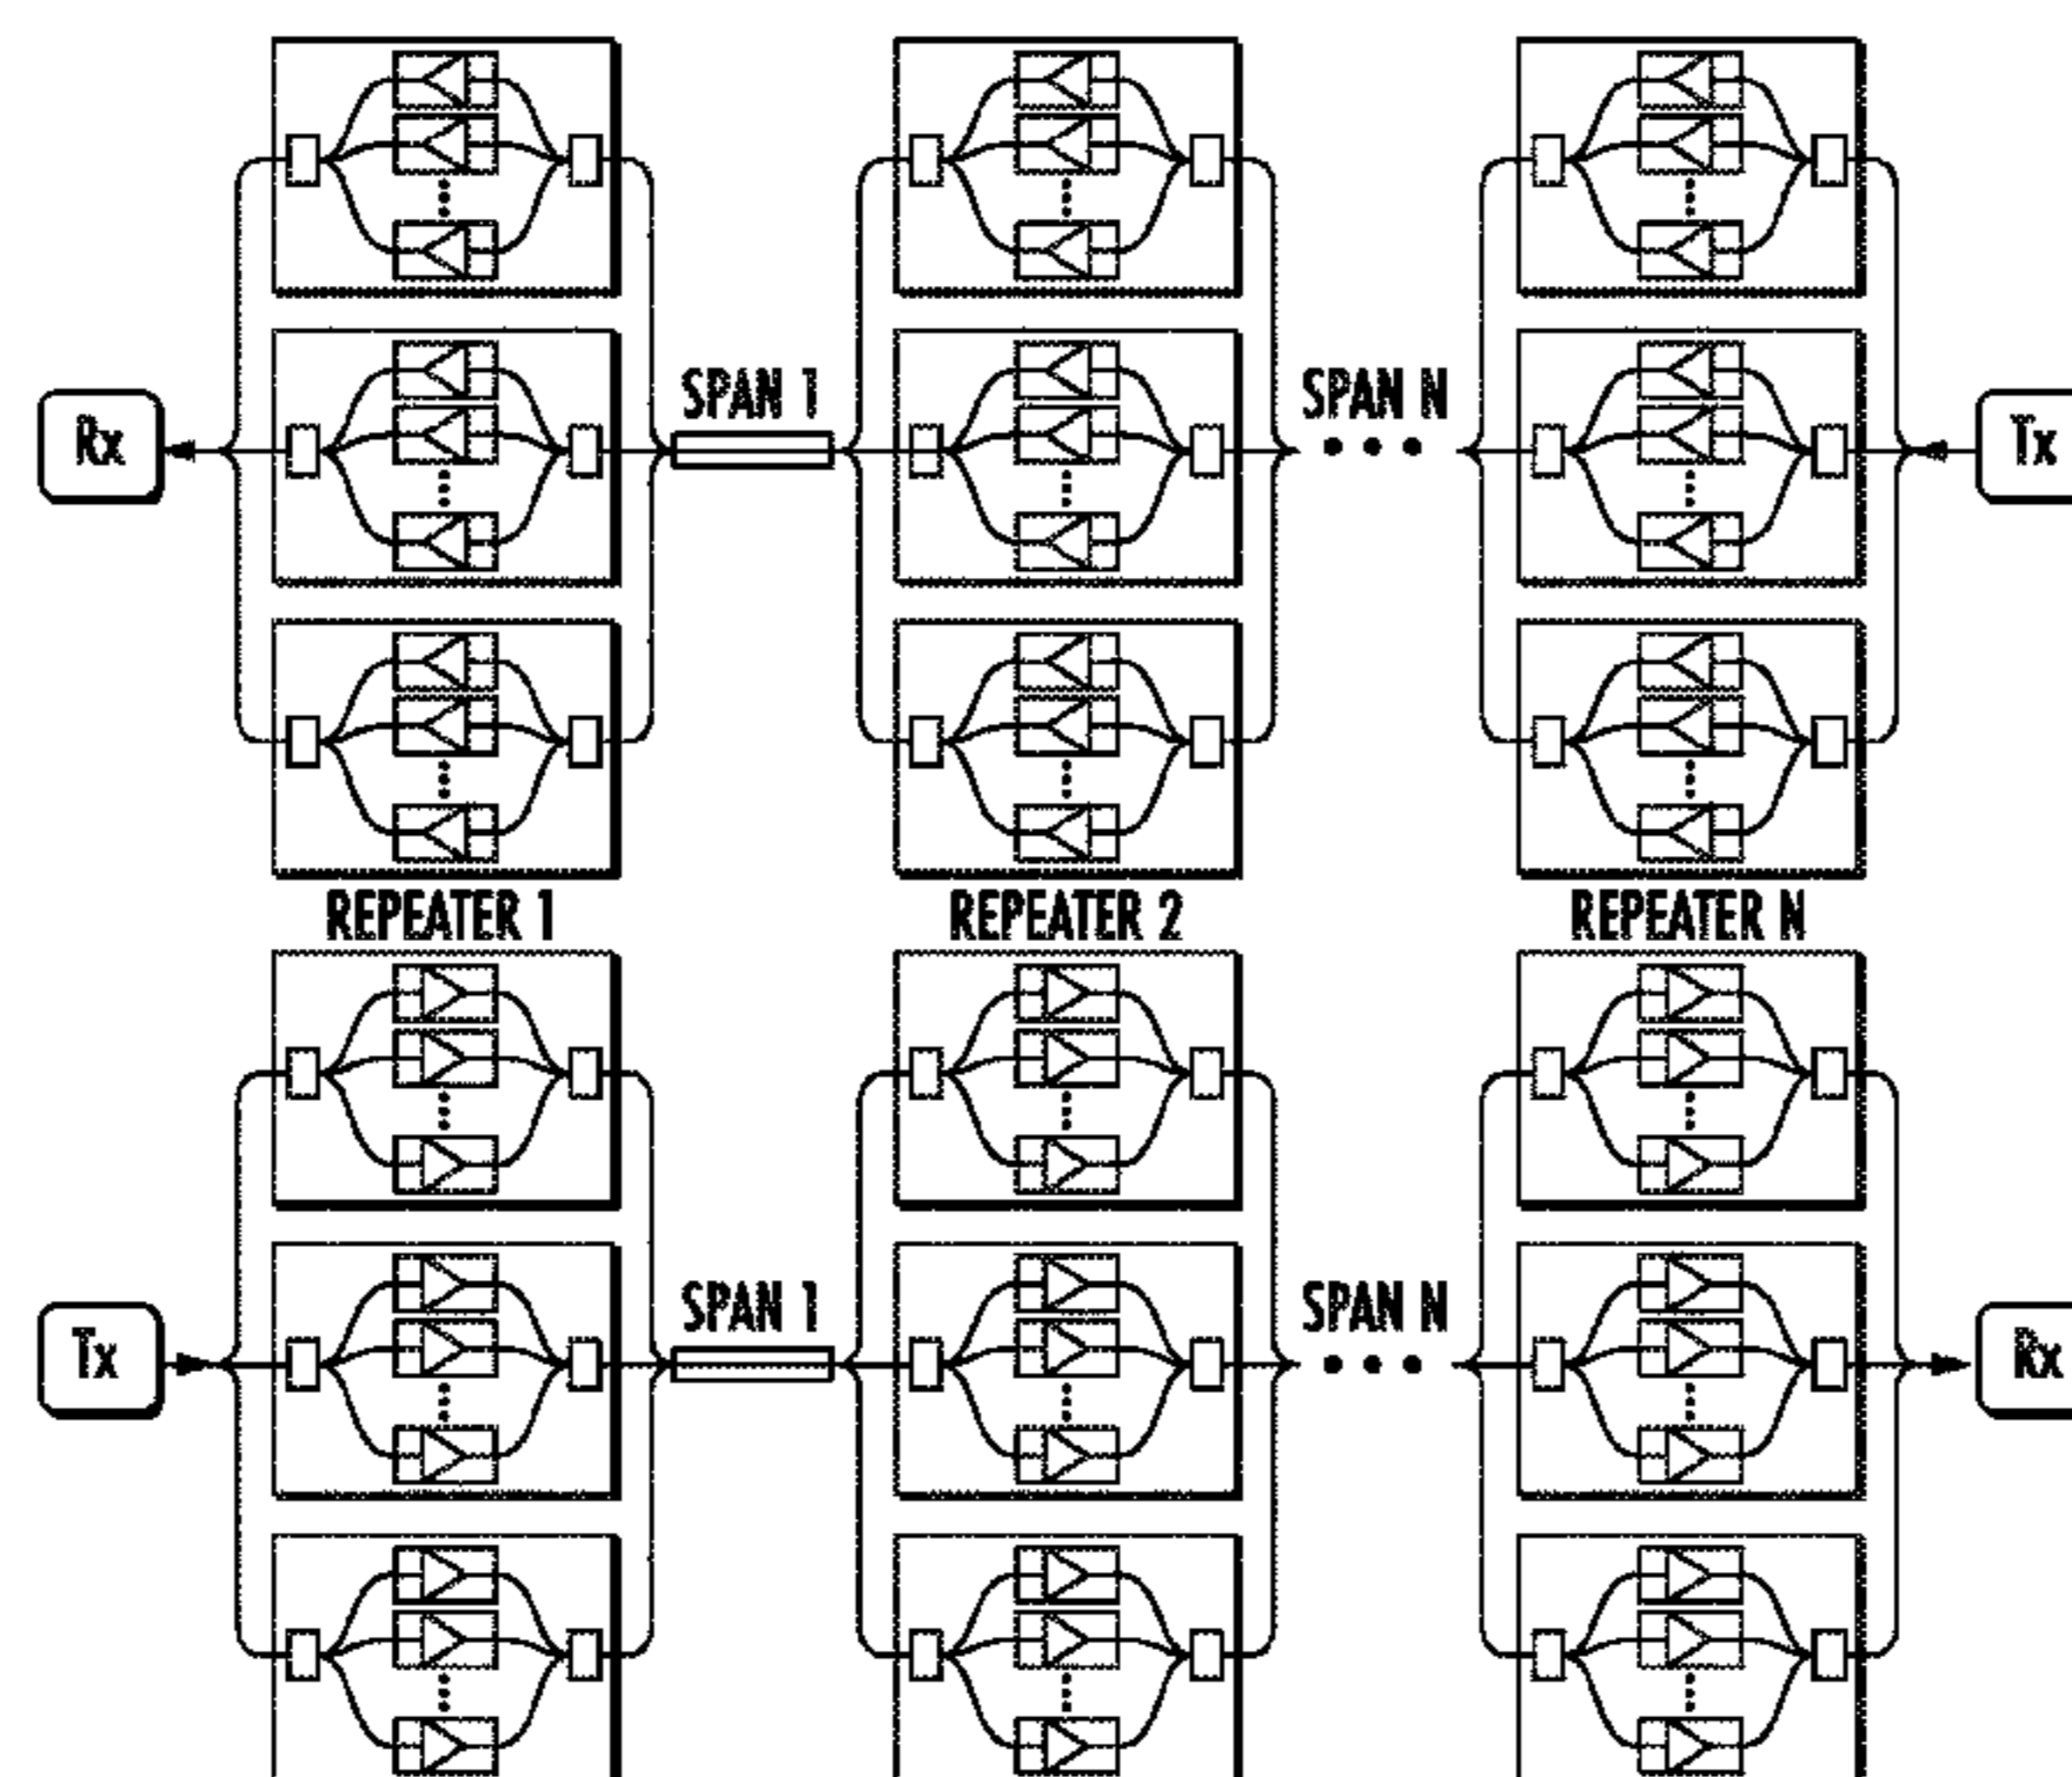 SPAN 1
SPAN N
Rx
Tx
REPEATER 1
REPEATER 2
REPEATER N
SPAN 1
SPAN N
Tx
Rx